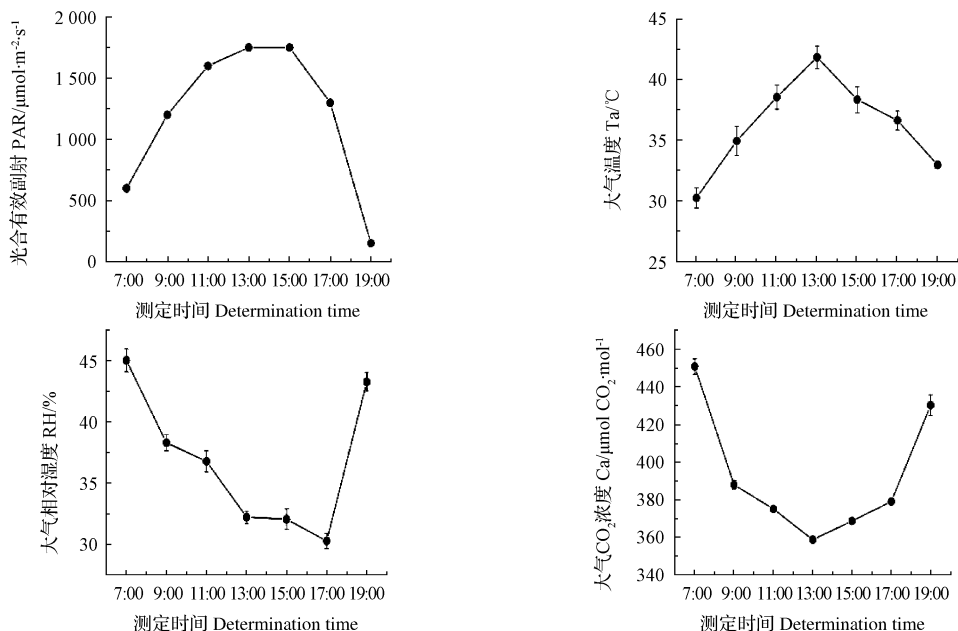 光合有效副射 PAR/μmol·m⁻²·s⁻¹
2 000
1 500
1 000
500
0
7:00 9:00 11:00 13:00 15:00 17:00 19:00
测定时间 Determination time
大气温度 Ta/℃
45
40
35
30
25
7:00 9:00 11:00 13:00 15:00 17:00 19:00
测定时间 Determination time
大气相对湿度 RH/%
45
40
35
30
7:00 9:00 11:00 13:00 15:00 17:00 19:00
测定时间 Determination time
大气CO₂浓度 Ca/μmol CO₂·mol⁻¹
460
440
420
400
380
360
340
7:00 9:00 11:00 13:00 15:00 17:00 19:00
测定时间 Determination time